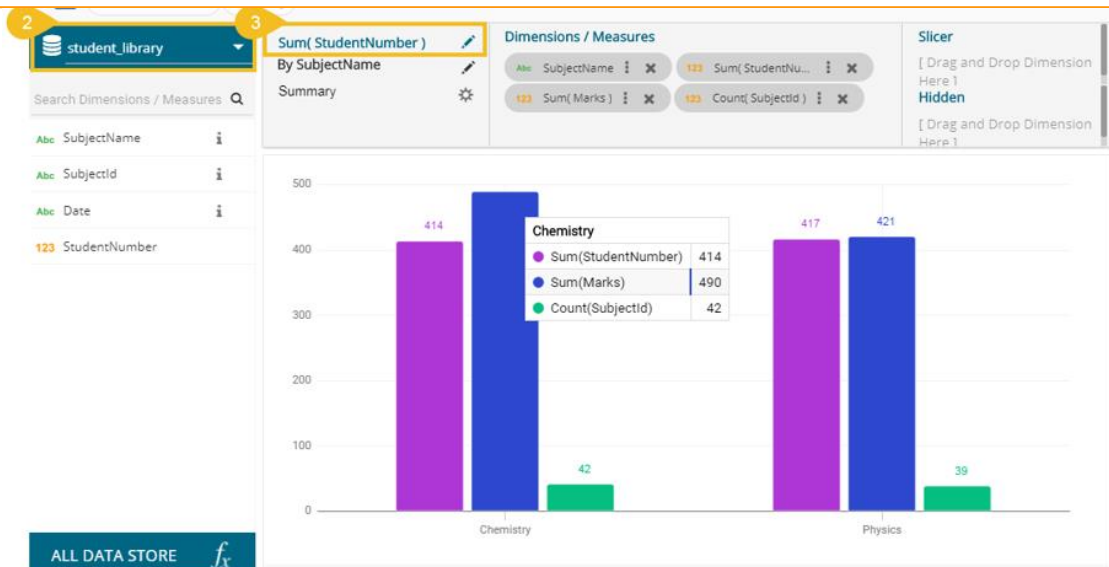 2
student_library
Search Dimensions / Measures
Abc SubjectName i
Abc SubjectId i
Abc Date i
123 StudentNumber
ALL DATA STORE fx
3
Sum( StudentNumber )
By SubjectName
Summary
Dimensions / Measures
Abc SubjectName
123 Sum( StudentNu...
123 Sum( Marks )
123 Count( SubjectId )
Slicer
[ Drag and Drop Dimension
Here ]
Hidden
[ Drag and Drop Dimension
Here ]
500
400
300
200
100
0
414
42
417
421
39
Chemistry
Sum(StudentNumber) 414
Sum(Marks) 490
Count(SubjectId) 42
Chemistry
Physics